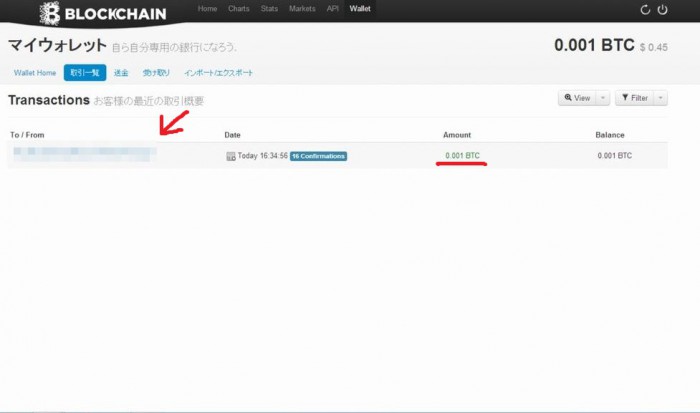 BLOCKCHAIN Home Charts Stats Markets API Wallet
マイウォレット 自ら自分専用の銀行になろう. 0.001 BTC $ 0.45
Wallet Home 取引一覧 送金 受け取り インポート/エクスポート
Transactions お客様の最近の取引概要 View Filter
To / From Date Amount Balance
Today 16:34:56 16 Confirmations 0.001 BTC 0.001 BTC